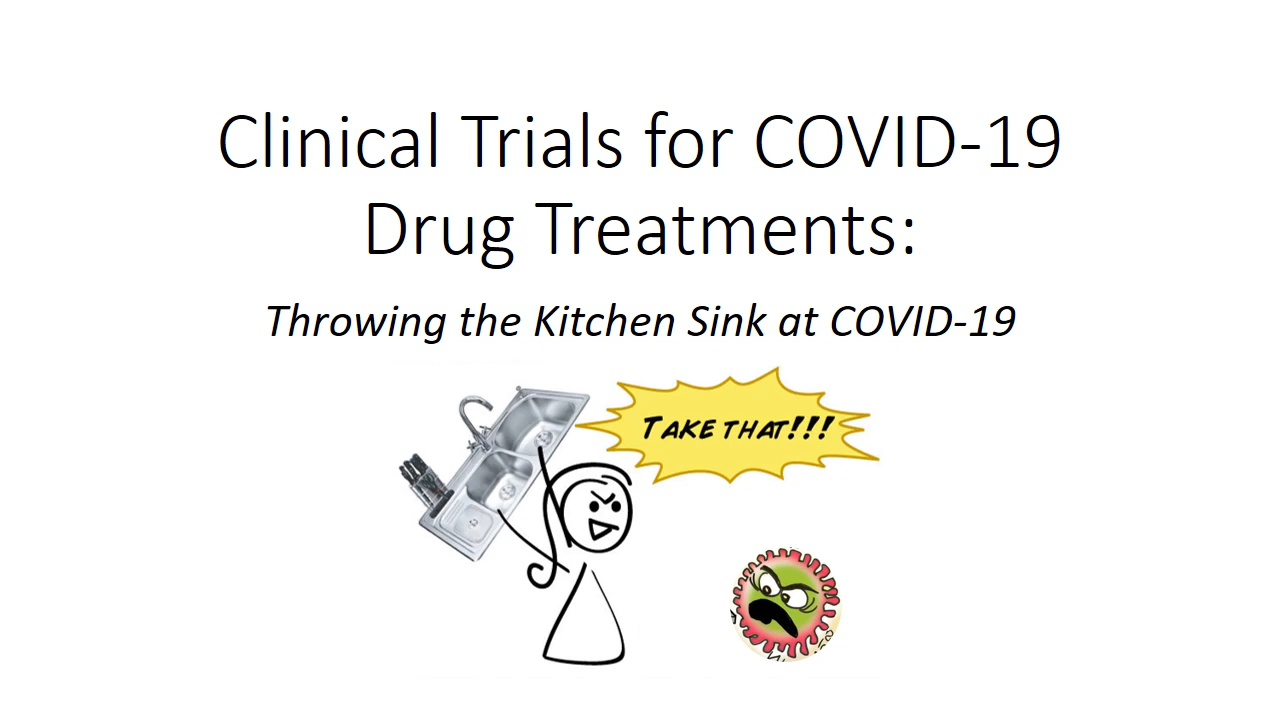 Clinical Trials for COVID-19
Drug Treatments:
Throwing the Kitchen Sink at COVID-19
TAKE THAT!!!